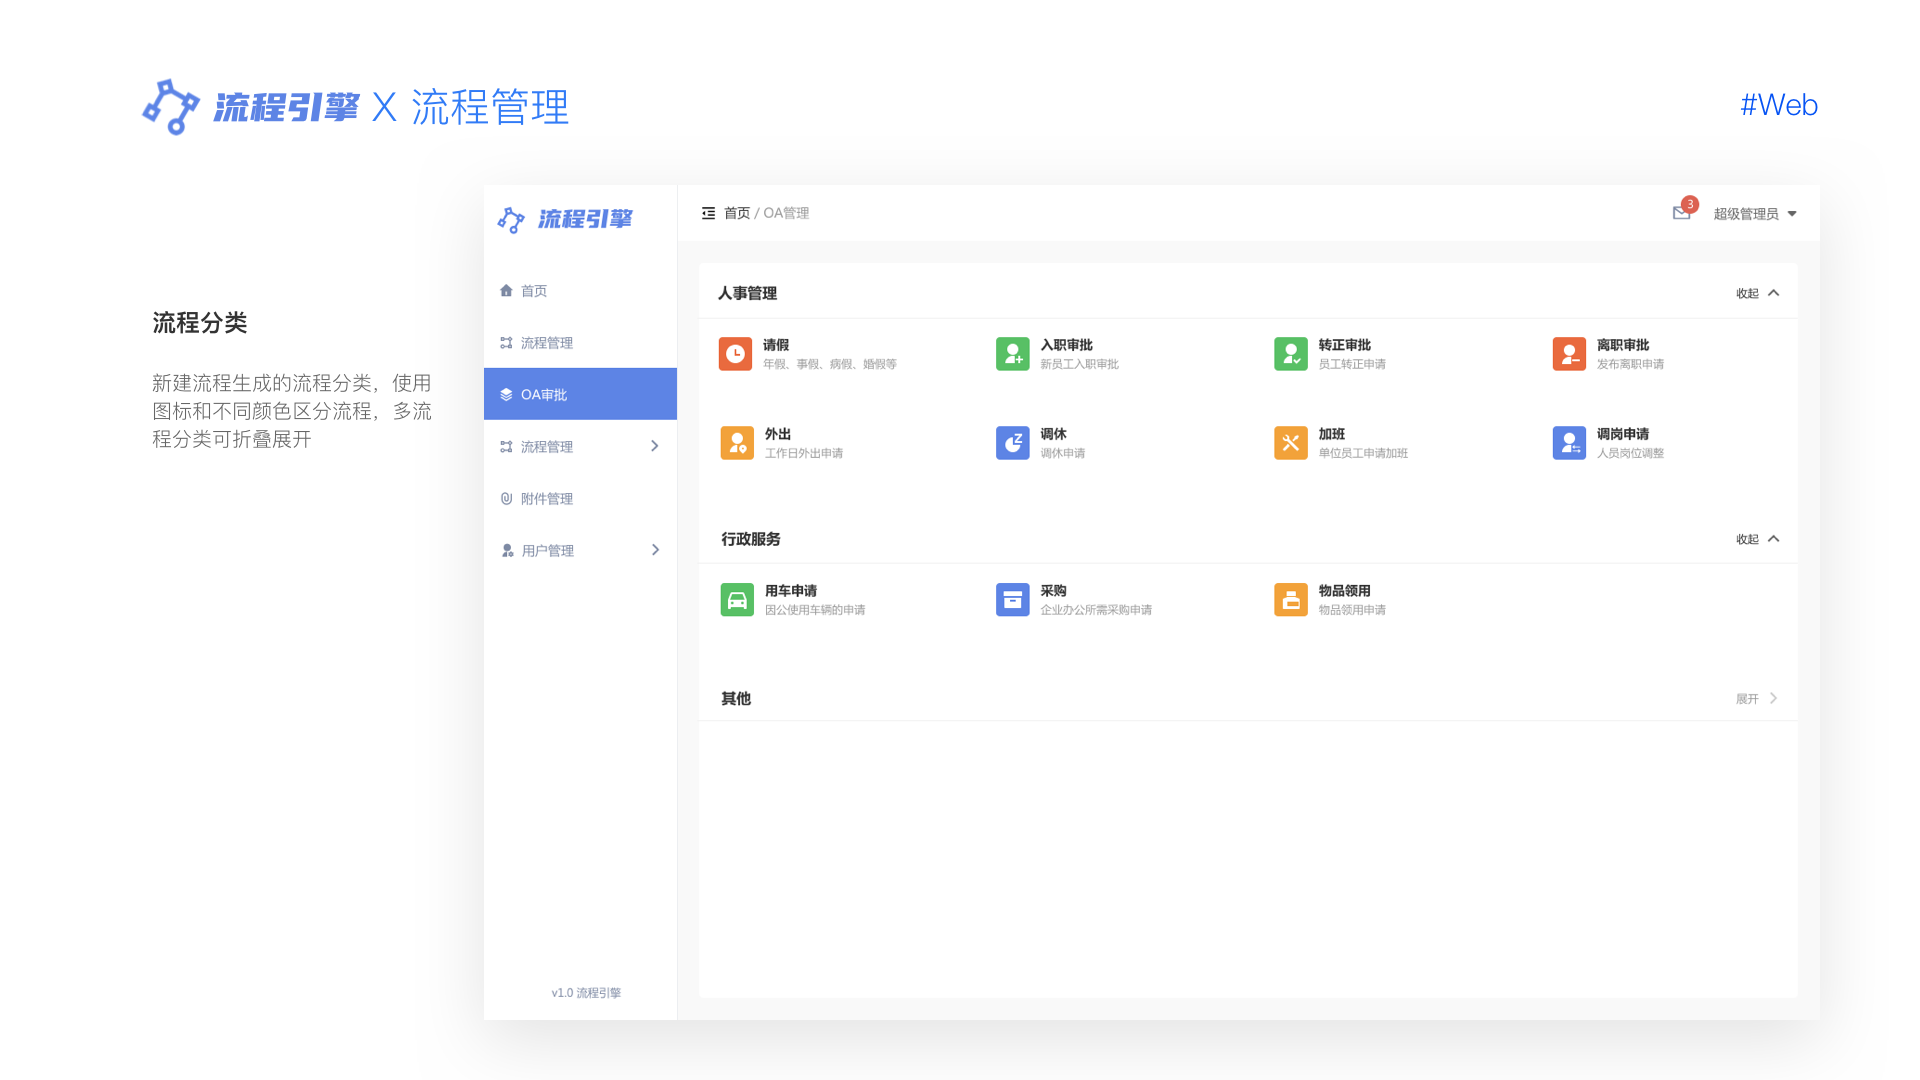 流程引擎 X 流程管理
#Web
流程分类
新建流程生成的流程分类，使用
图标和不同颜色区分流程，多流
程分类可折叠展开
流程引擎
首页
流程管理
OA审批
流程管理
附件管理
用户管理
v1.0 流程引擎
首页 / OA管理
3
超级管理员
人事管理
收起
请假
年假、事假、病假、婚假等
入职审批
新员工入职审批
转正审批
员工转正申请
离职审批
发布离职申请
外出
工作日外出申请
调休
调休申请
加班
单位员工申请加班
调岗申请
人员岗位调整
行政服务
收起
用车申请
因公使用车辆的申请
采购
企业办公所需采购申请
物品领用
物品领用申请
其他
展开